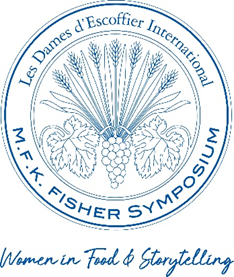 Les Dames d'Escoffier International
M.F.K. FISHER SYMPOSIUM
Women in Food & Storytelling